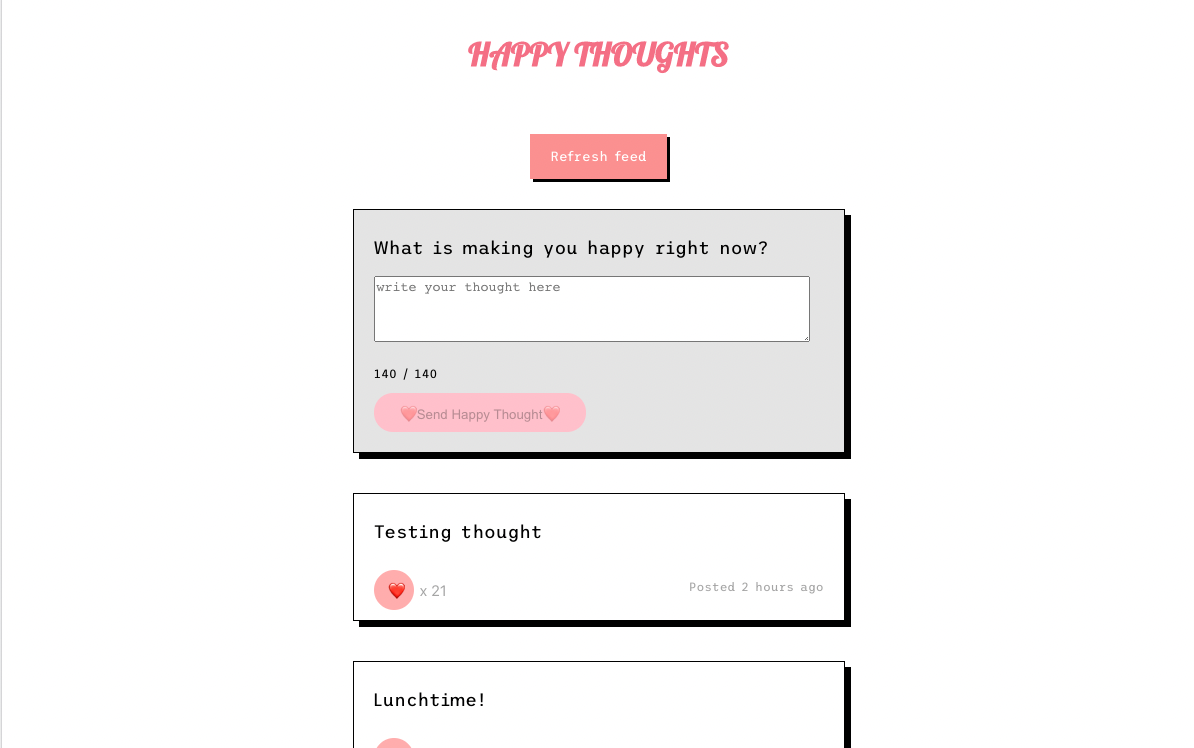 HAPPY THOUGHTS
Refresh feed
What is making you happy right now?
write your thought here
140 / 140
❤️Send Happy Thought❤️
Testing thought
❤️ x 21
Posted 2 hours ago
Lunchtime!